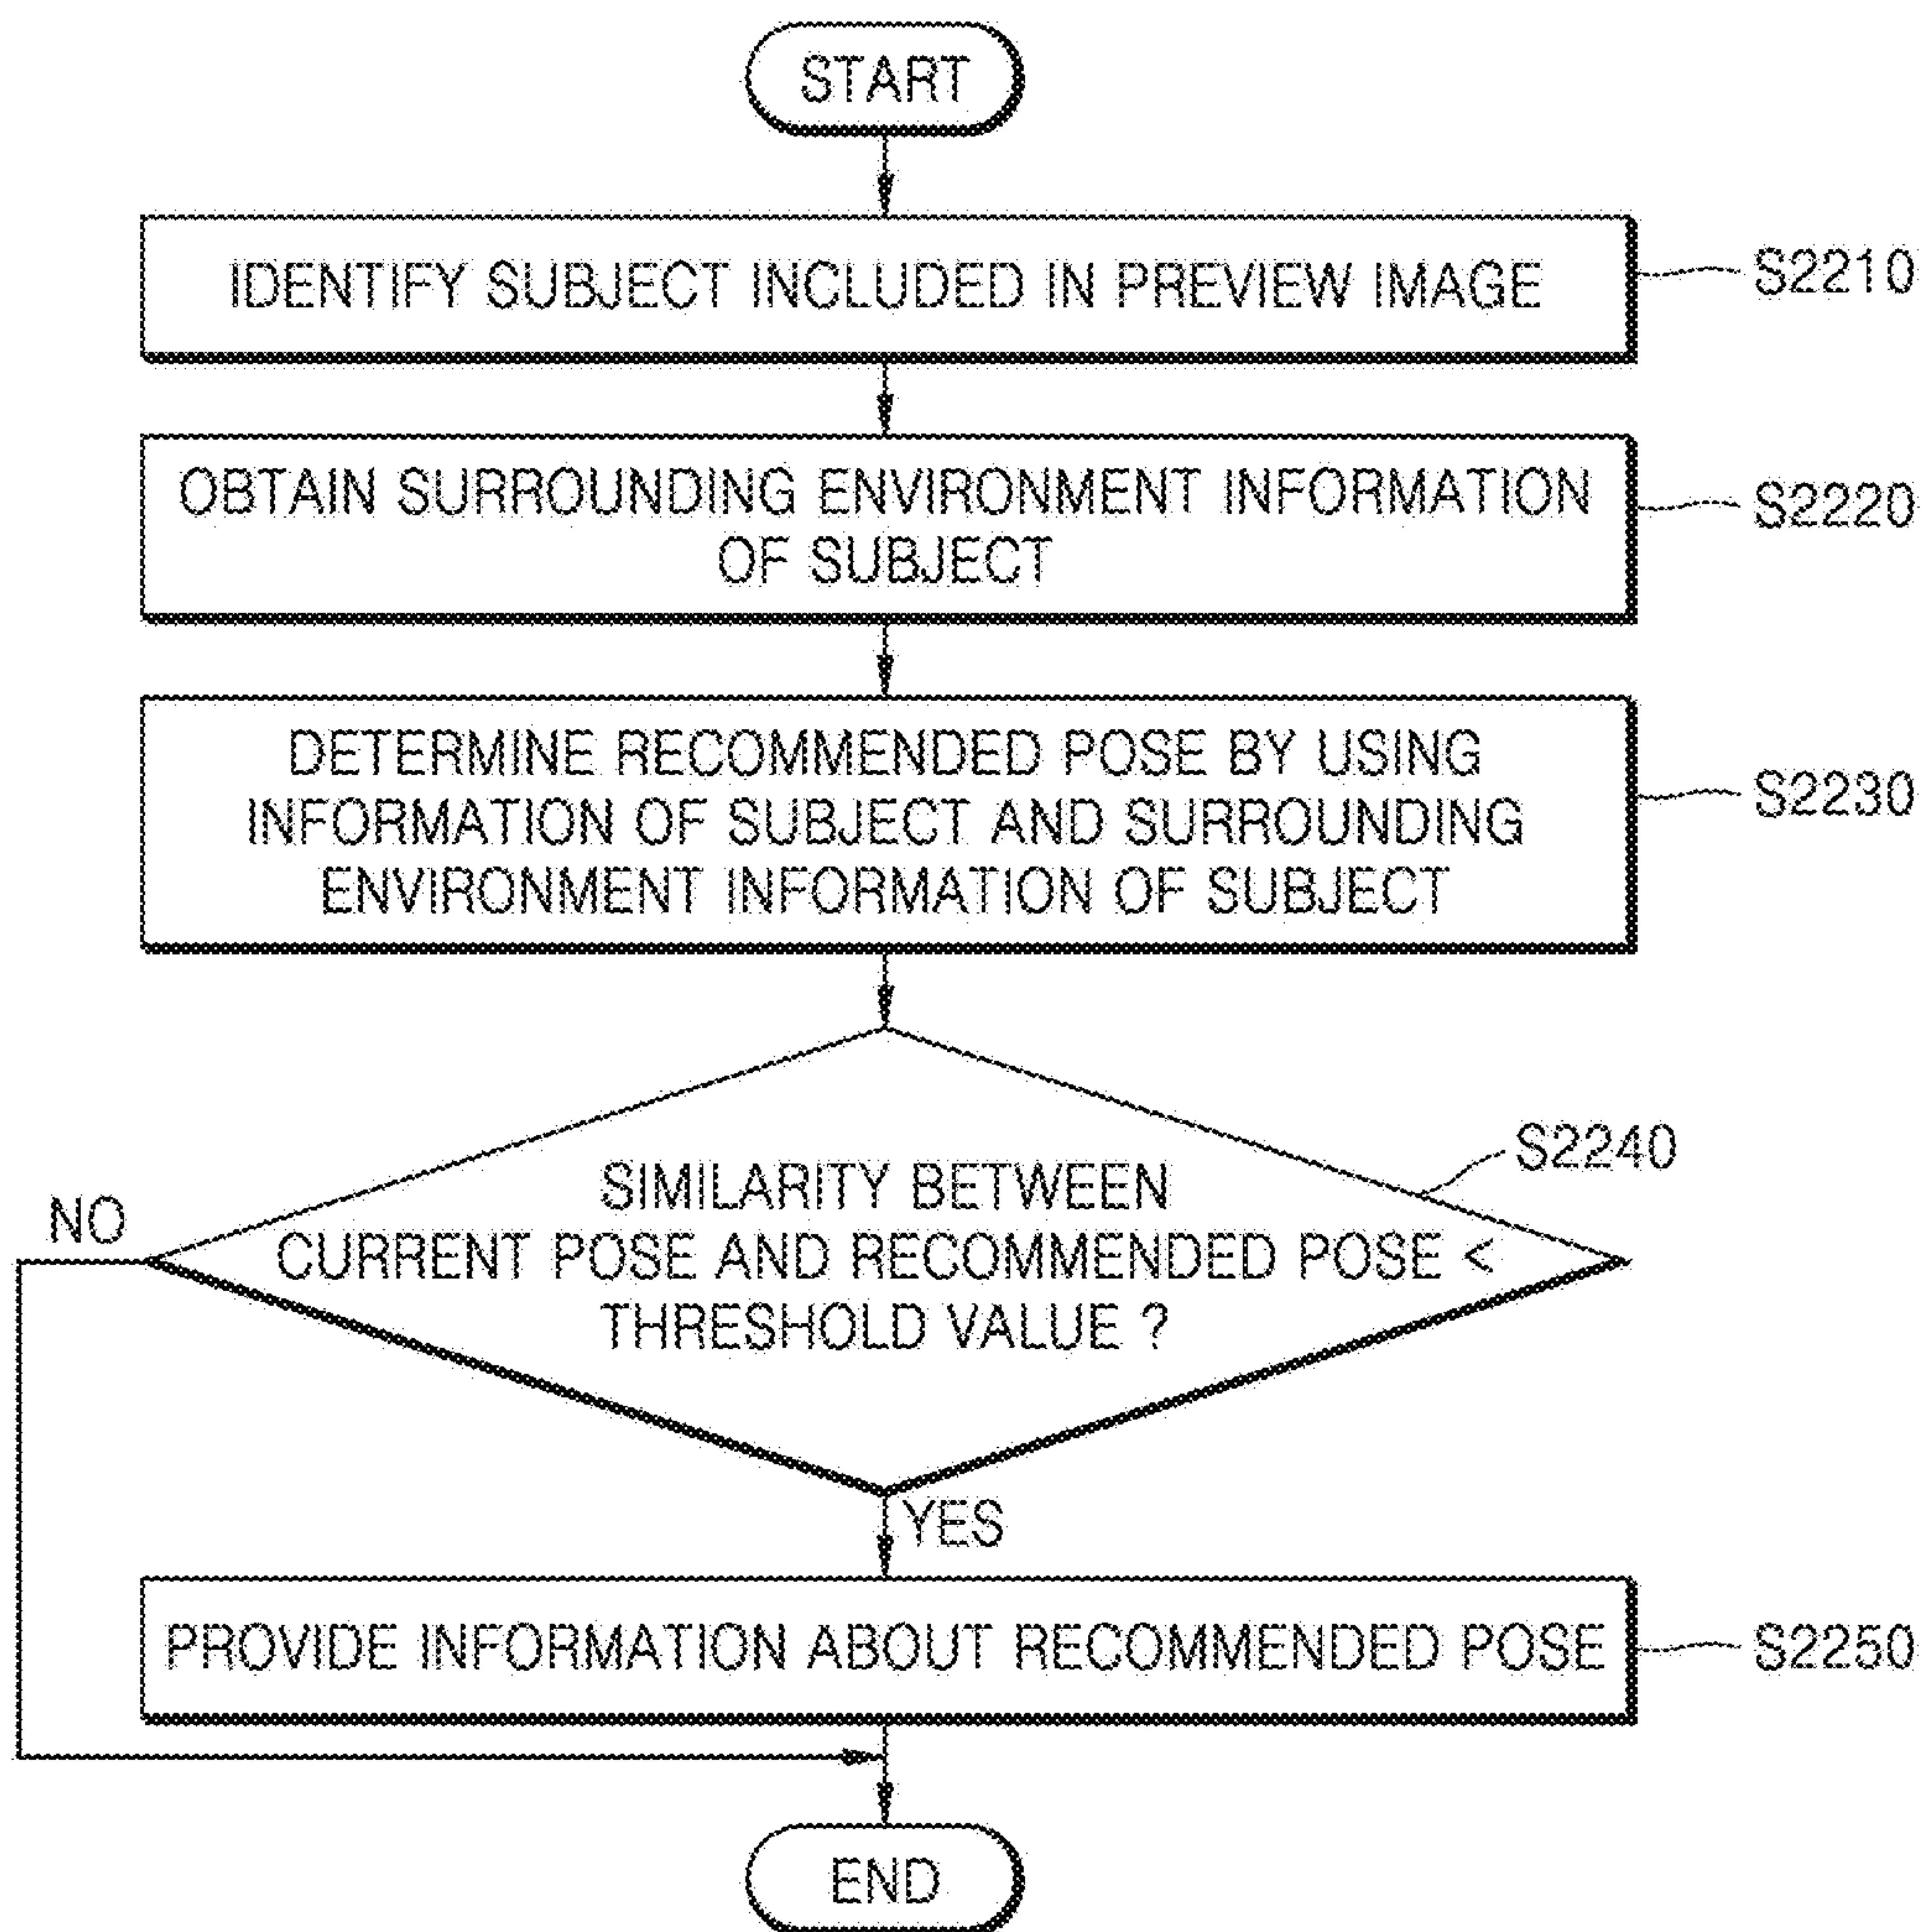 START
IDENTIFY SUBJECT INCLUDED IN PREVIEW IMAGE
S2210
OBTAIN SURROUNDING ENVIRONMENT INFORMATION
OF SUBJECT
S2220
DETERMINE RECOMMENDED POSE BY USING
INFORMATION OF SUBJECT AND SURROUNDING
ENVIRONMENT INFORMATION OF SUBJECT
S2230
S2240
SIMILARITY BETWEEN
CURRENT POSE AND RECOMMENDED POSE <
THRESHOLD VALUE ?
NO
YES
PROVIDE INFORMATION ABOUT RECOMMENDED POSE
S2250
END